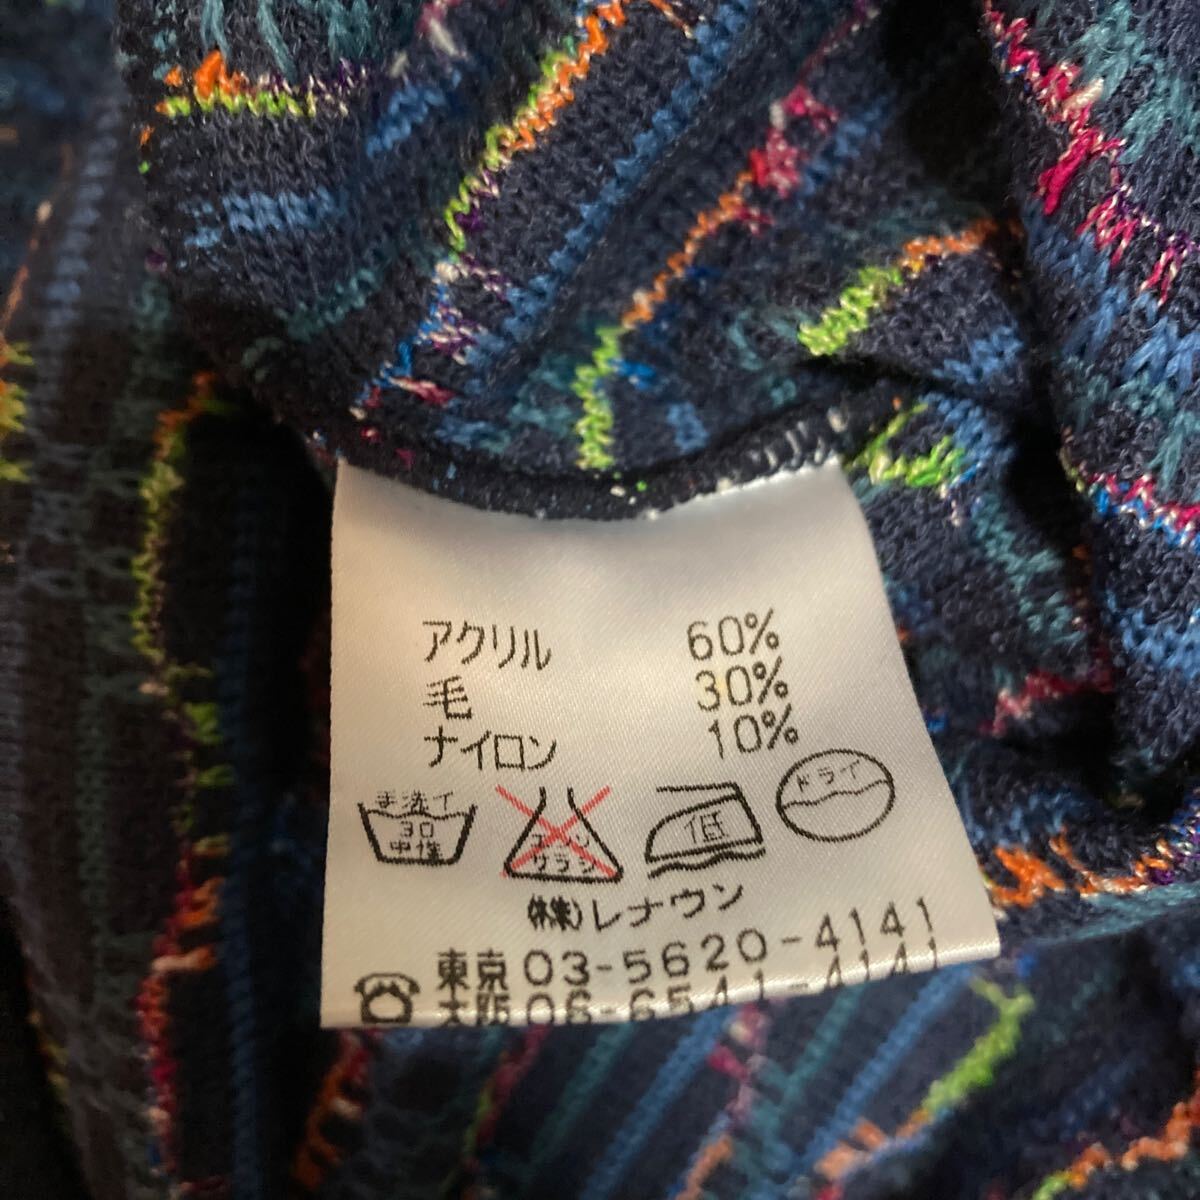 アクリル 60%
毛 30%
ナイロン 10%
手洗イ
30
中性
エンソ
サラシ
低
ドライ
(株)レナウン
東京 03-5620-4141
大阪 06-6541-4141